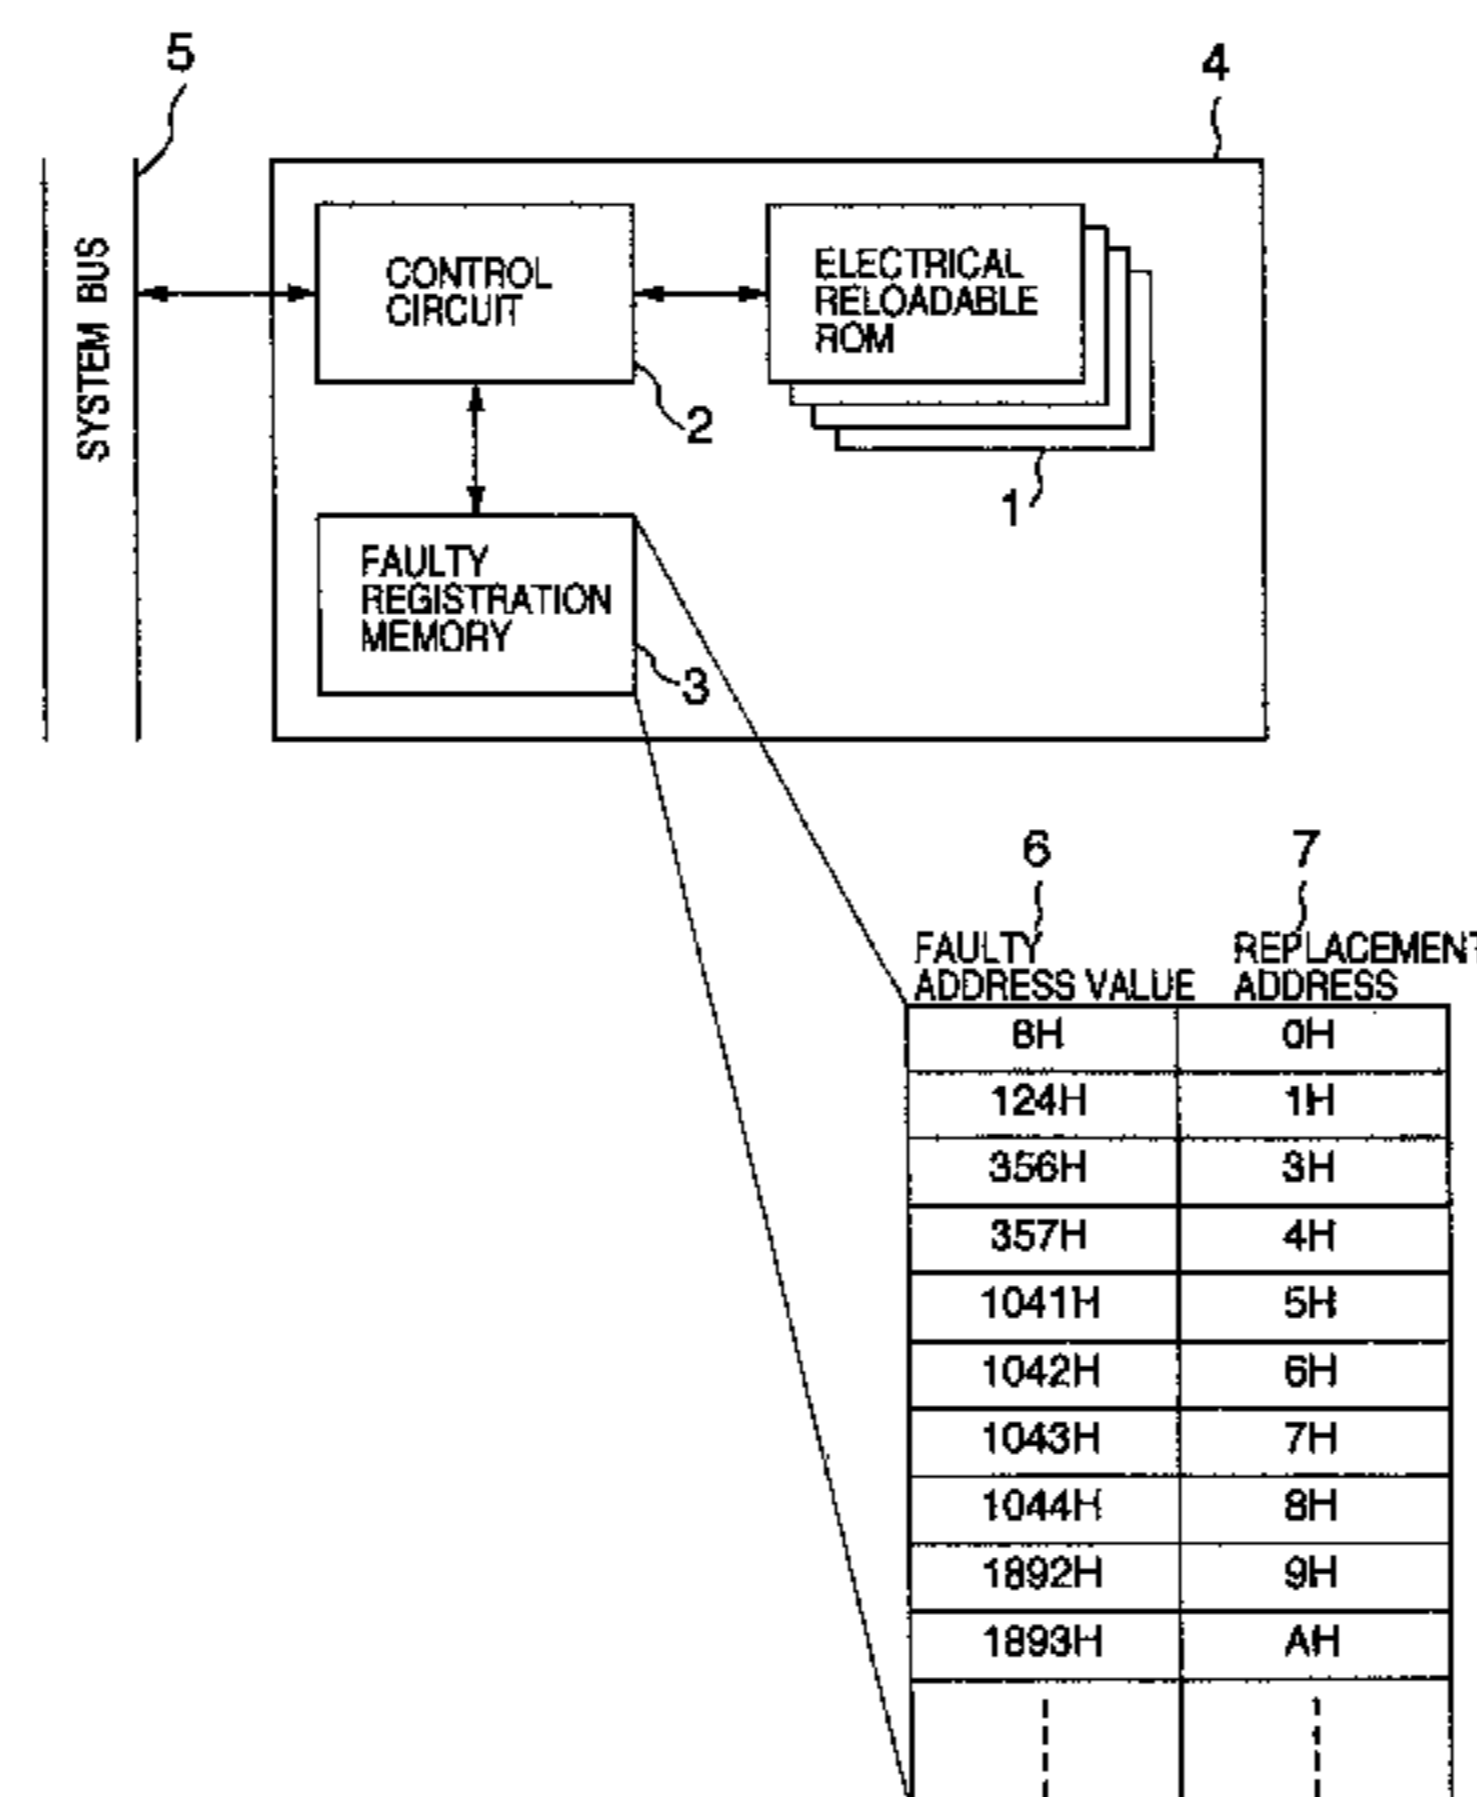 5
4
SYSTEM BUS
CONTROL
CIRCUIT
ELECTRICAL
RELOADABLE
ROM
2
1
FAULTY
REGISTRATION
MEMORY
3
6
7
FAULTY
ADDRESS VALUE
REPLACEMENT
ADDRESS
8H 0H
124H 1H
356H 3H
357H 4H
1041H 5H
1042H 6H
1043H 7H
1044H 8H
1892H 9H
1893H AH